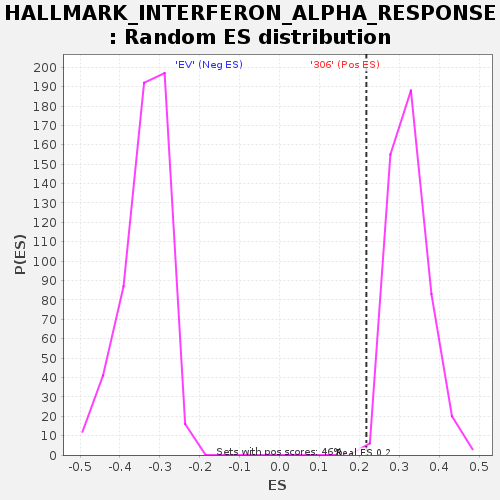 HALLMARK_INTERFERON_ALPHA_RESPONSE
: Random ES distribution
'EV' (Neg ES)
'306' (Pos ES)
P(ES)
200
190
180
170
160
150
140
130
120
110
100
90
80
70
60
50
40
30
20
10
0
Sets with pos scores: 46%
Real ES 0.2
-0.5 -0.4 -0.3 -0.2 -0.1 0.0 0.1 0.2 0.3 0.4 0.5
ES